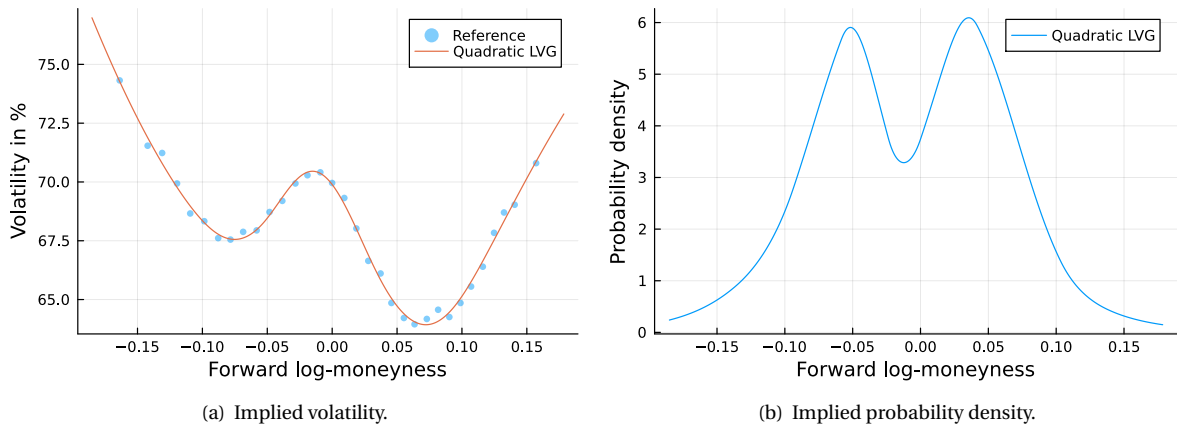 Reference
Quadratic LVG
75.0
72.5
70.0
67.5
65.0
Volatility in %
−0.15
−0.10
−0.05
0.00
0.05
0.10
0.15
Forward log-moneyness
(a) Implied volatility.
Quadratic LVG
6
5
4
3
2
1
0
Probability density
−0.15
−0.10
−0.05
0.00
0.05
0.10
0.15
Forward log-moneyness
(b) Implied probability density.